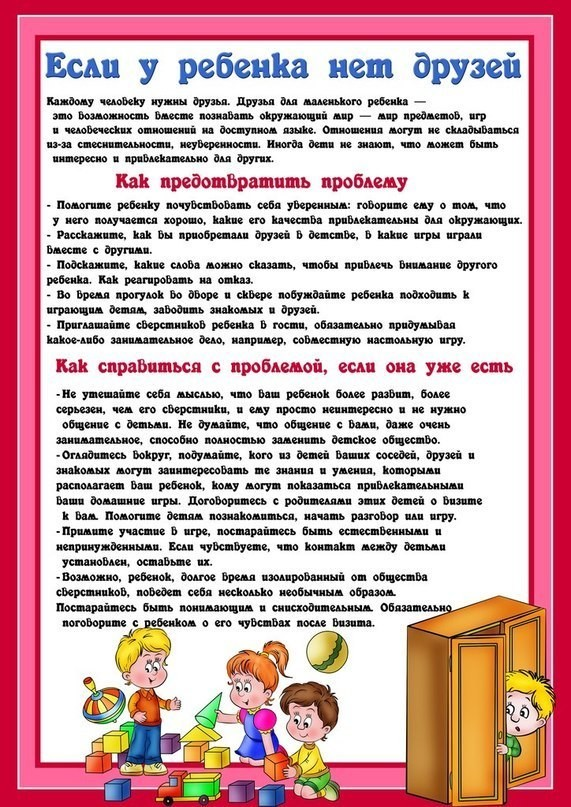 Если у ребенка нет друзей
Каждому человеку нужны друзья. Друзья для маленького ребенка —
это возможность вместе познавать окружающий мир — мир предметов, игр
и человеческих отношений на доступном языке. Отношения могут не складываться
из-за стеснительности, неуверенности. Иногда дети не знают, что может быть
интересно и привлекательно для других.
Как предотвратить проблему
- Помогите ребенку почувствовать себя уверенным: говорите ему о том, что
у него получается хорошо, какие его качества привлекательны для окружающих.
- Расскажите, как вы приобретали друзей в детстве, в какие игры играли
вместе с другими.
- Подскажите, какие слова можно сказать, чтобы привлечь внимание другого
ребенка. Как реагировать на отказ.
- Во время прогулок во дворе и сквере побуждайте ребенка подходить к
играющим детям, заводить знакомых и друзей.
- Приглашайте сверстников ребенка в гости, обязательно придумывая
какое-либо занимательное дело, например, совместную настольную игру.
Как справиться с проблемой, если она уже есть
-Не утешайте себя мыслью, что ваш ребенок более развит, более
серьезен, чем его сверстники, и ему просто неинтересно и не нужно
общение с детьми. Не думайте, что общение с вами, даже очень
занимательное, способно полностью заменить детское общество.
-Оглядитесь вокруг, подумайте, кого из детей ваших соседей, друзей и
знакомых могут заинтересовать те знания и умения, которыми
располагает ваш ребенок, кому могут показаться привлекательными
ваши домашние игры. Договоритесь с родителями этих детей о визите
к вам. Помогите детям познакомиться, начать разговор или игру.
-Примите участие в игре, постарайтесь быть естественными и
непринужденными. Если чувствуете, что контакт между детьми
установлен, оставьте их.
-Возможно, ребенок, долгое время изолированный от общества
сверстников, поведет себя несколько необычным образом.
Постарайтесь быть понимающим и снисходительным. Обязательно
поговорите с ребенком о его чувствах после визита.